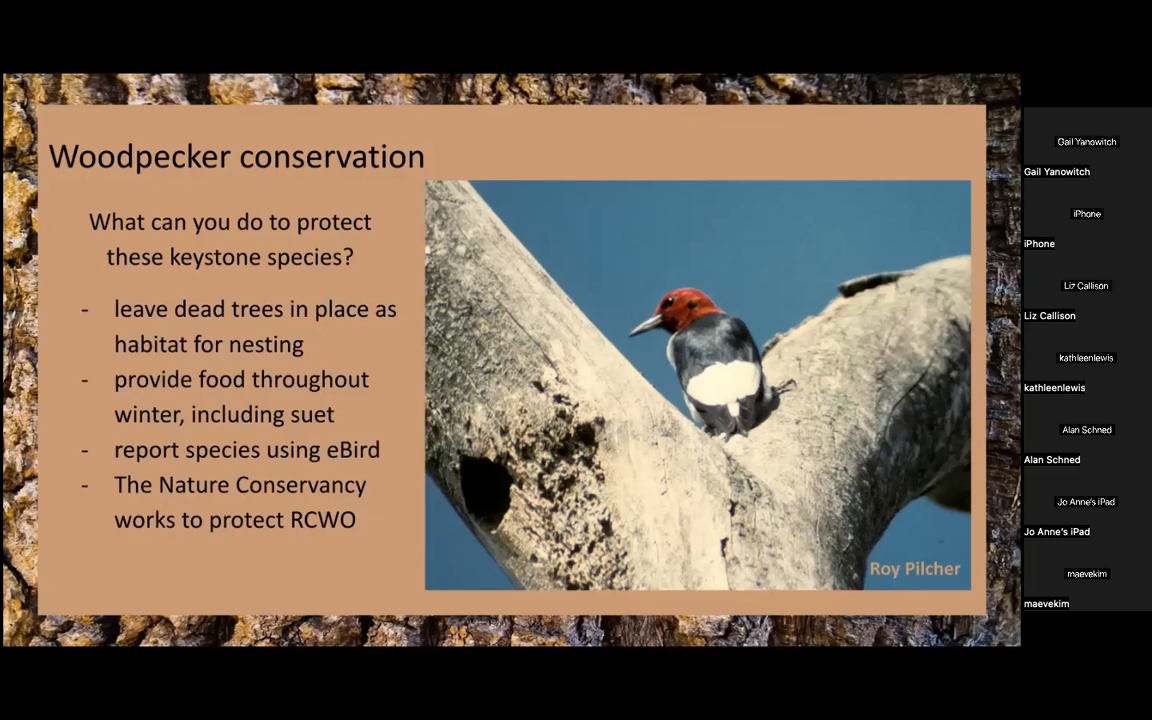 Woodpecker conservation
What can you do to protect
these keystone species?
- leave dead trees in place as
habitat for nesting
- provide food throughout
winter, including suet
- report species using eBird
- The Nature Conservancy
works to protect RCWO
Roy Pilcher
Gail Yanowitch
Gail Yanowitch
iPhone
iPhone
Liz Callison
Liz Callison
kathleenlewis
kathleenlewis
Alan Schned
Alan Schned
Jo Anne's iPad
Jo Anne's iPad
maevekim
maevekim